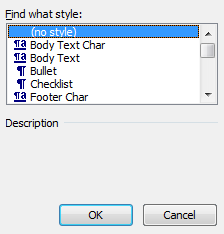 Find what style:
(no style)
¶a Body Text Char
¶a Body Text
¶ Bullet
¶ Checklist
¶a Footer Char
Description
OK Cancel